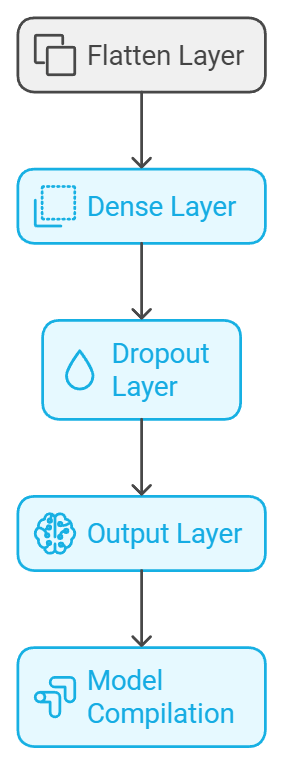 Flatten Layer
Dense Layer
Dropout
Layer
Output Layer
Model
Compilation